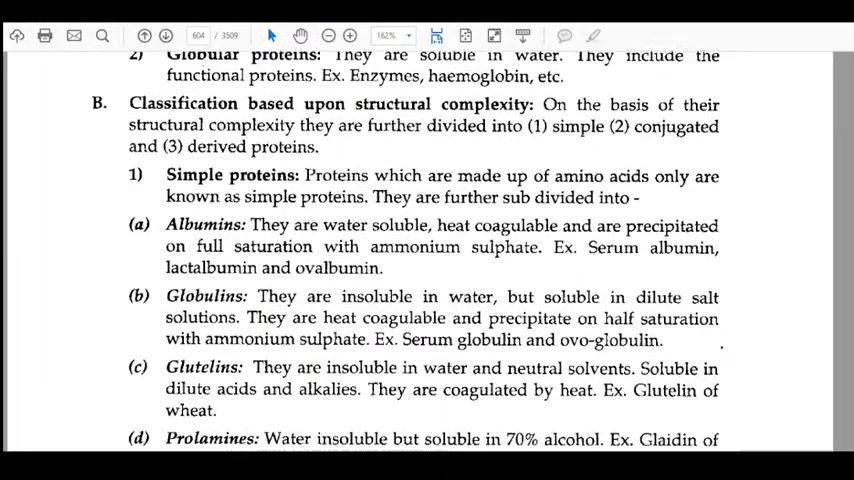 604 / 3509
162%
2) Globular proteins: They are soluble in water. They include the
functional proteins. Ex. Enzymes, haemoglobin, etc.
B. Classification based upon structural complexity: On the basis of their
structural complexity they are further divided into (1) simple (2) conjugated
and (3) derived proteins.
1) Simple proteins: Proteins which are made up of amino acids only are
known as simple proteins. They are further sub divided into -
(a) Albumins: They are water soluble, heat coagulable and are precipitated
on full saturation with ammonium sulphate. Ex. Serum albumin,
lactalbumin and ovalbumin.
(b) Globulins: They are insoluble in water, but soluble in dilute salt
solutions. They are heat coagulable and precipitate on half saturation
with ammonium sulphate. Ex. Serum globulin and ovo-globulin.
(c) Glutelins: They are insoluble in water and neutral solvents. Soluble in
dilute acids and alkalies. They are coagulated by heat. Ex. Glutelin of
wheat.
(d) Prolamines: Water insoluble but soluble in 70% alcohol. Ex. Glaidin of